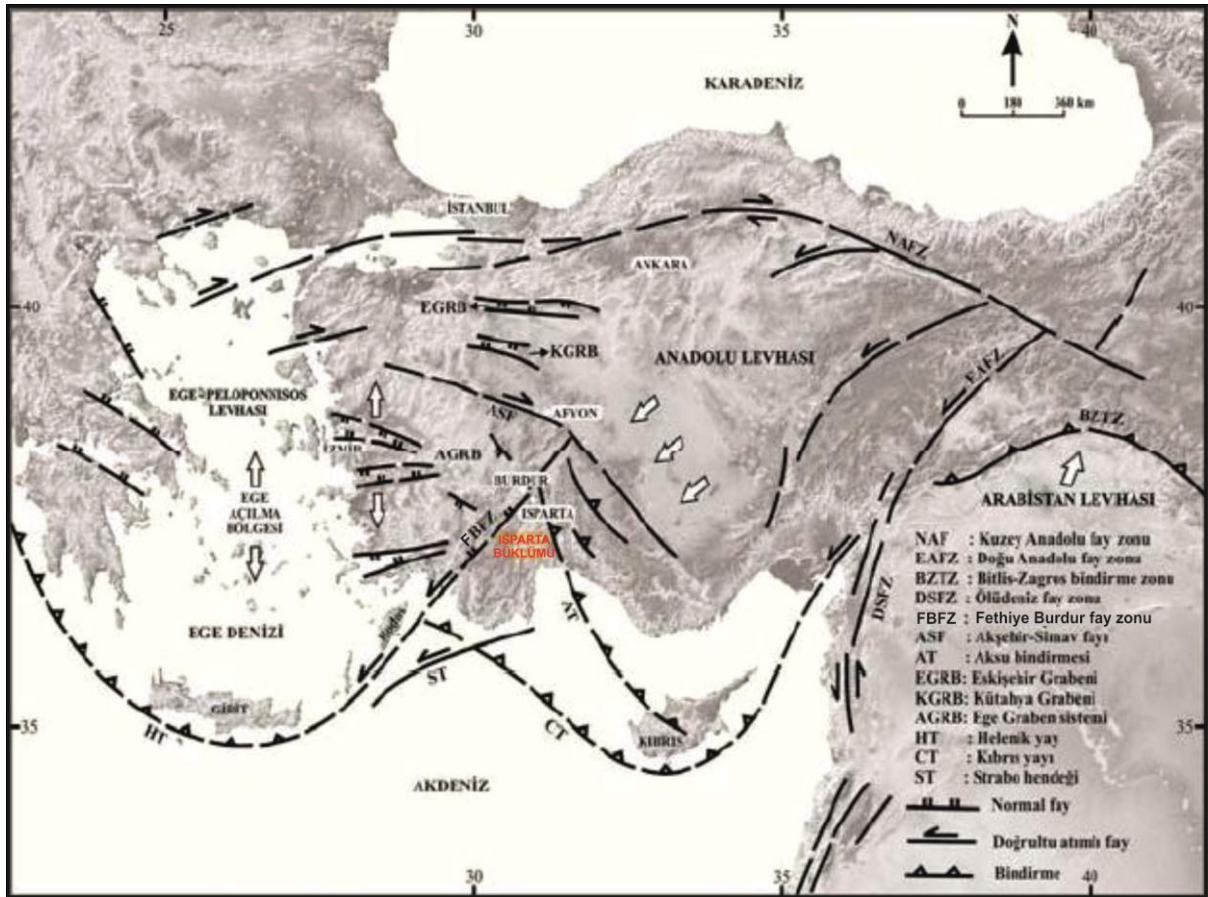 25
30
35
40
N
KARADENİZ
0 180 360 km
İSTANBUL
NAFZ
ANKARA
40
40
EGRB
KGRB
ANADOLU LEVHASI
EAFZ
EGE-PELOPONNISOS
LEVHASI
ASF
AFYON
BZTZ
İZMİR
AGRB
BURDUR
ARABİSTAN LEVHASI
EGE
AÇILMA
BÖLGESİ
FBFZ
ISPARTA
ISPARTA
BÜKLÜMÜ
NAF : Kuzey Anadolu fay zonu
EAFZ : Doğu Anadolu fay zonu
BZTZ : Bitlis-Zagros bindirme zonu
DSFZ : Ölüdeniz fay zonu
FBFZ : Fethiye Burdur fay zonu
ASF : Akşehir-Simav fayı
AT : Aksu bindirmesi
EGRB: Eskişehir Grabeni
KGRB: Kütahya Grabeni
AGRB: Ege Graben sistemi
HT : Helenik yay
CT : Kıbrıs yayı
ST : Strabo hendeği
Normal fay
Doğrultu atımlı fay
Bindirme
DSFZ
AT
EGE DENİZİ
ST
GİRİT
HT
CT
KIBRIS
35
35
AKDENİZ
30
35
40